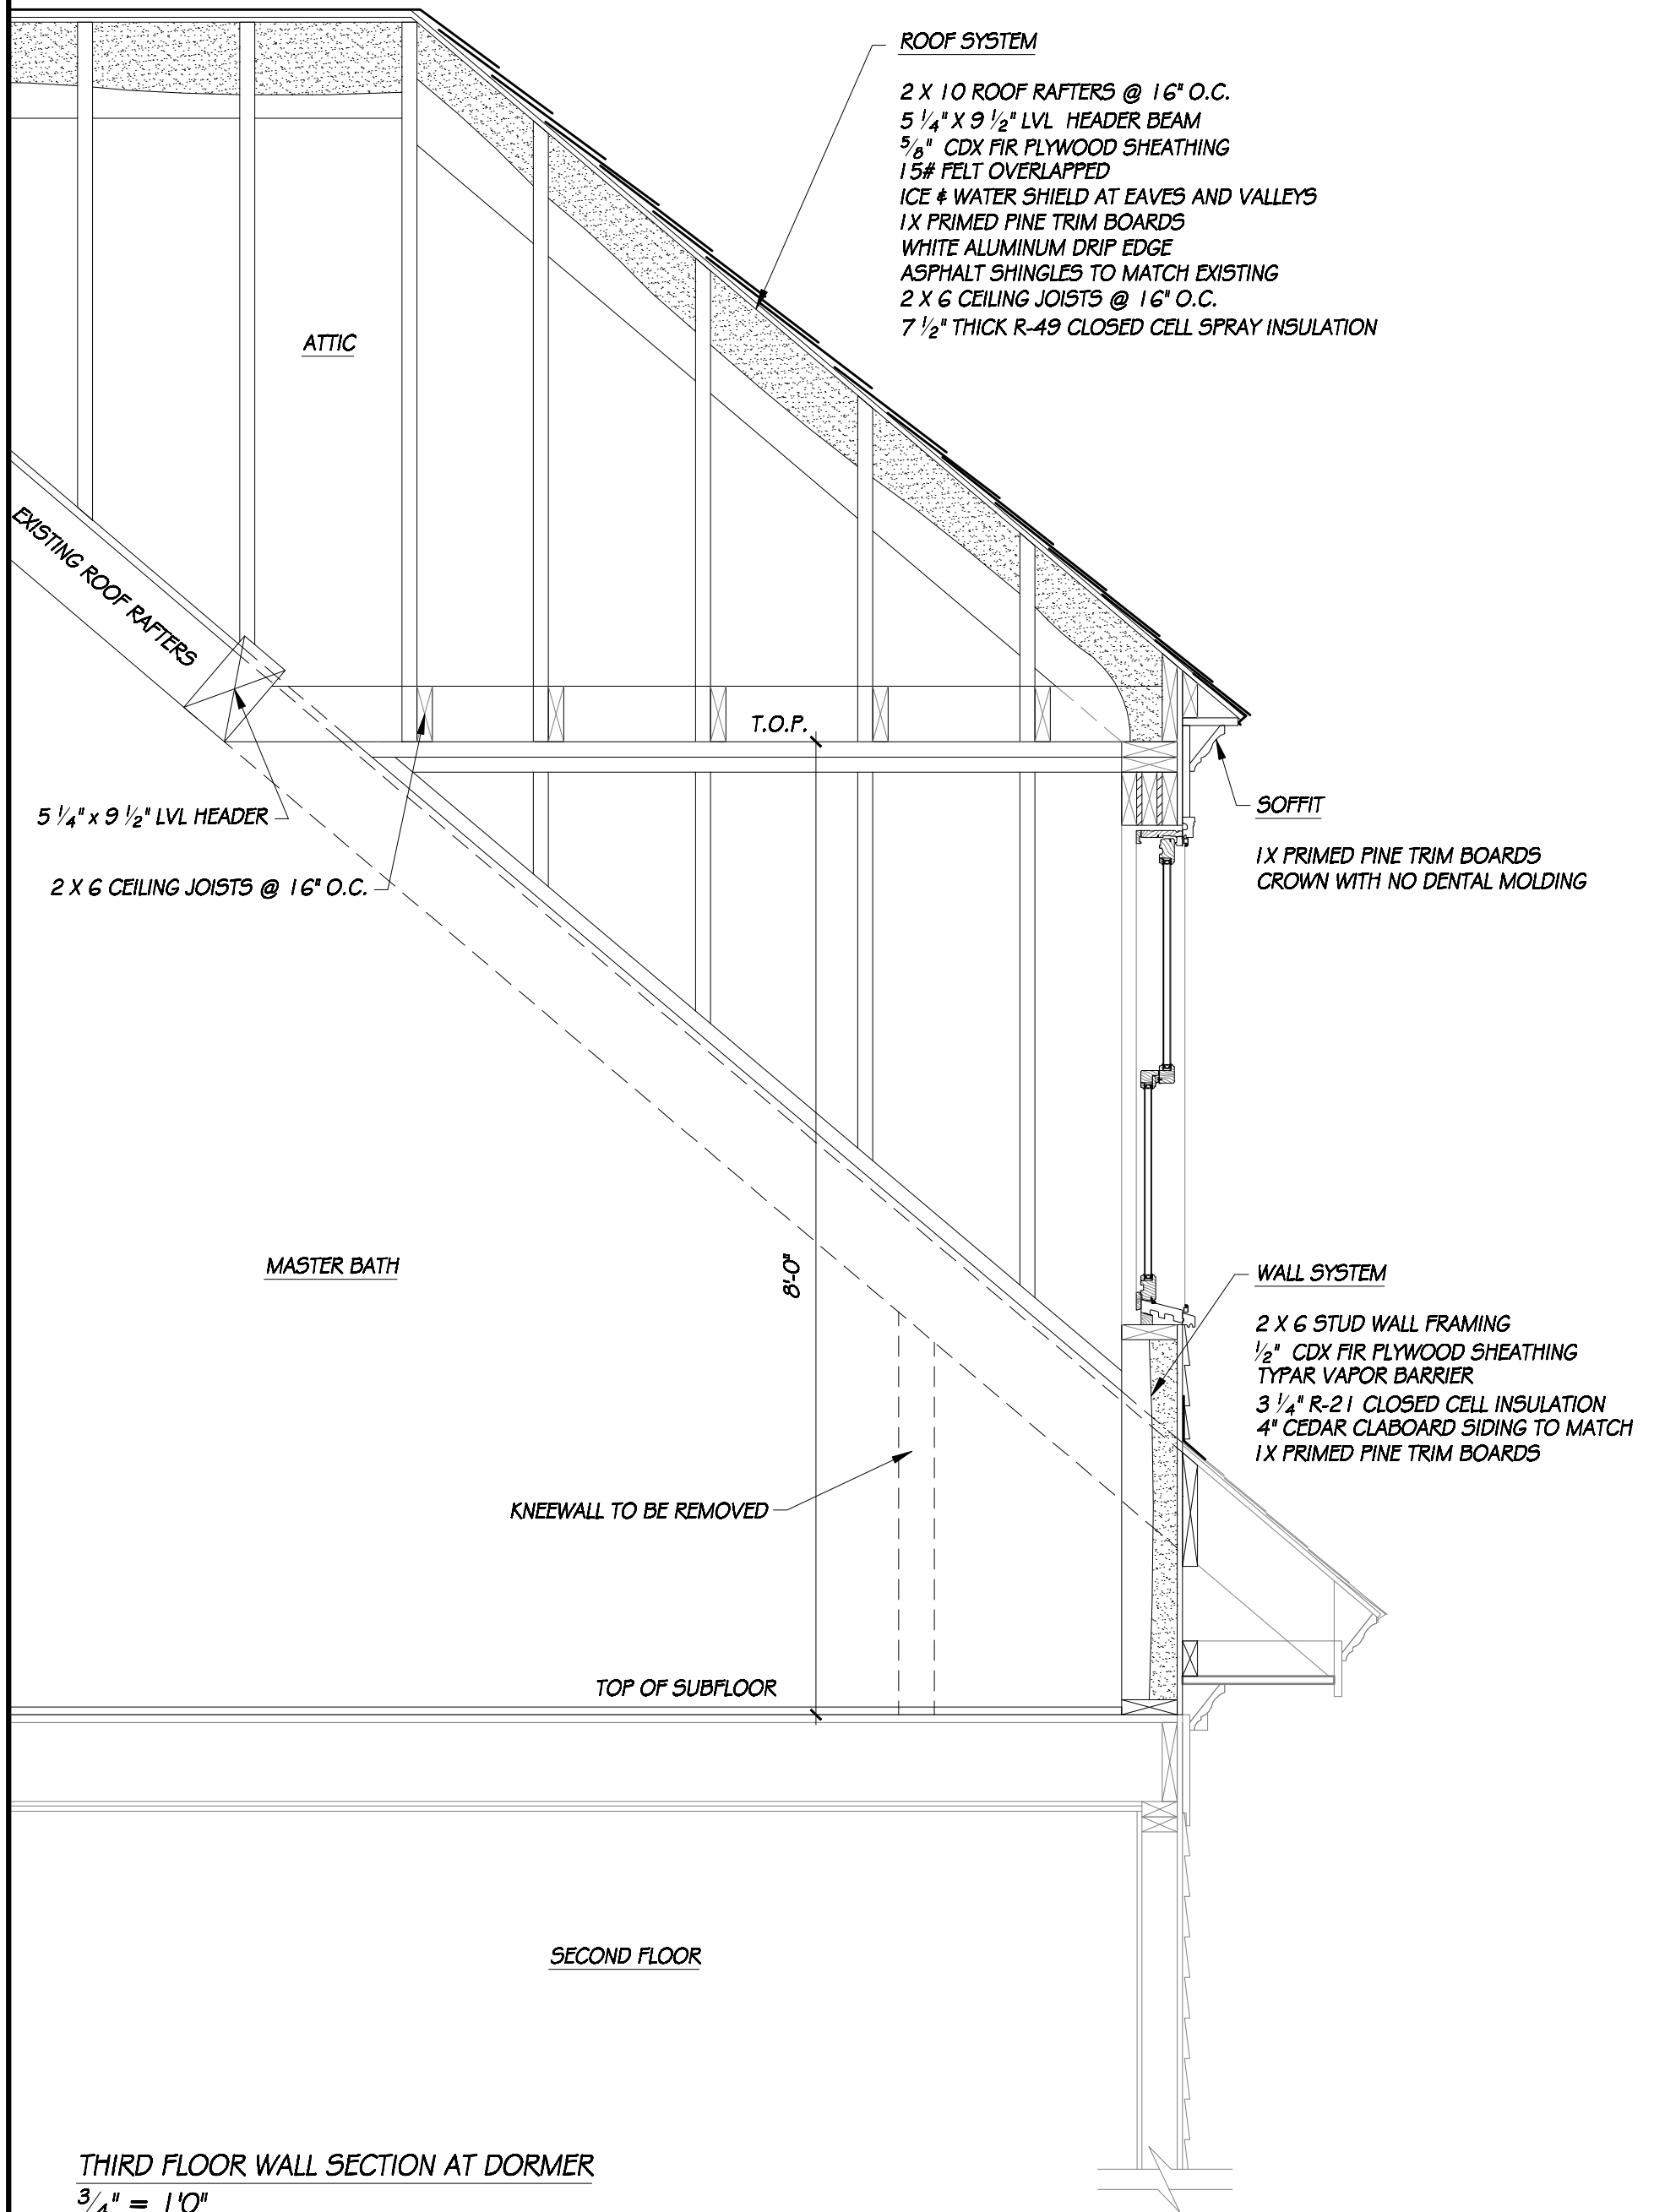 ROOF SYSTEM
2 X 10 ROOF RAFTERS @ 16" O.C.
5 1/4" X 9 1/2" LVL HEADER BEAM
5/8" CDX FIR PLYWOOD SHEATHING
15# FELT OVERLAPPED
ICE & WATER SHIELD AT EAVES AND VALLEYS
1X PRIMED PINE TRIM BOARDS
WHITE ALUMINUM DRIP EDGE
ASPHALT SHINGLES TO MATCH EXISTING
2 X 6 CEILING JOISTS @ 16" O.C.
7 1/2" THICK R-49 CLOSED CELL SPRAY INSULATION
ATTIC
EXISTING ROOF RAFTERS
T.O.P.
5 1/4" x 9 1/2" LVL HEADER
2 X 6 CEILING JOISTS @ 16" O.C.
SOFFIT
1X PRIMED PINE TRIM BOARDS
CROWN WITH NO DENTAL MOLDING
MASTER BATH
8'-0"
WALL SYSTEM
2 X 6 STUD WALL FRAMING
1/2" CDX FIR PLYWOOD SHEATHING
TYPAR VAPOR BARRIER
3 1/4" R-21 CLOSED CELL INSULATION
4" CEDAR CLABOARD SIDING TO MATCH
1X PRIMED PINE TRIM BOARDS
KNEEWALL TO BE REMOVED
TOP OF SUBFLOOR
SECOND FLOOR
THIRD FLOOR WALL SECTION AT DORMER
3/4" = 1'0"